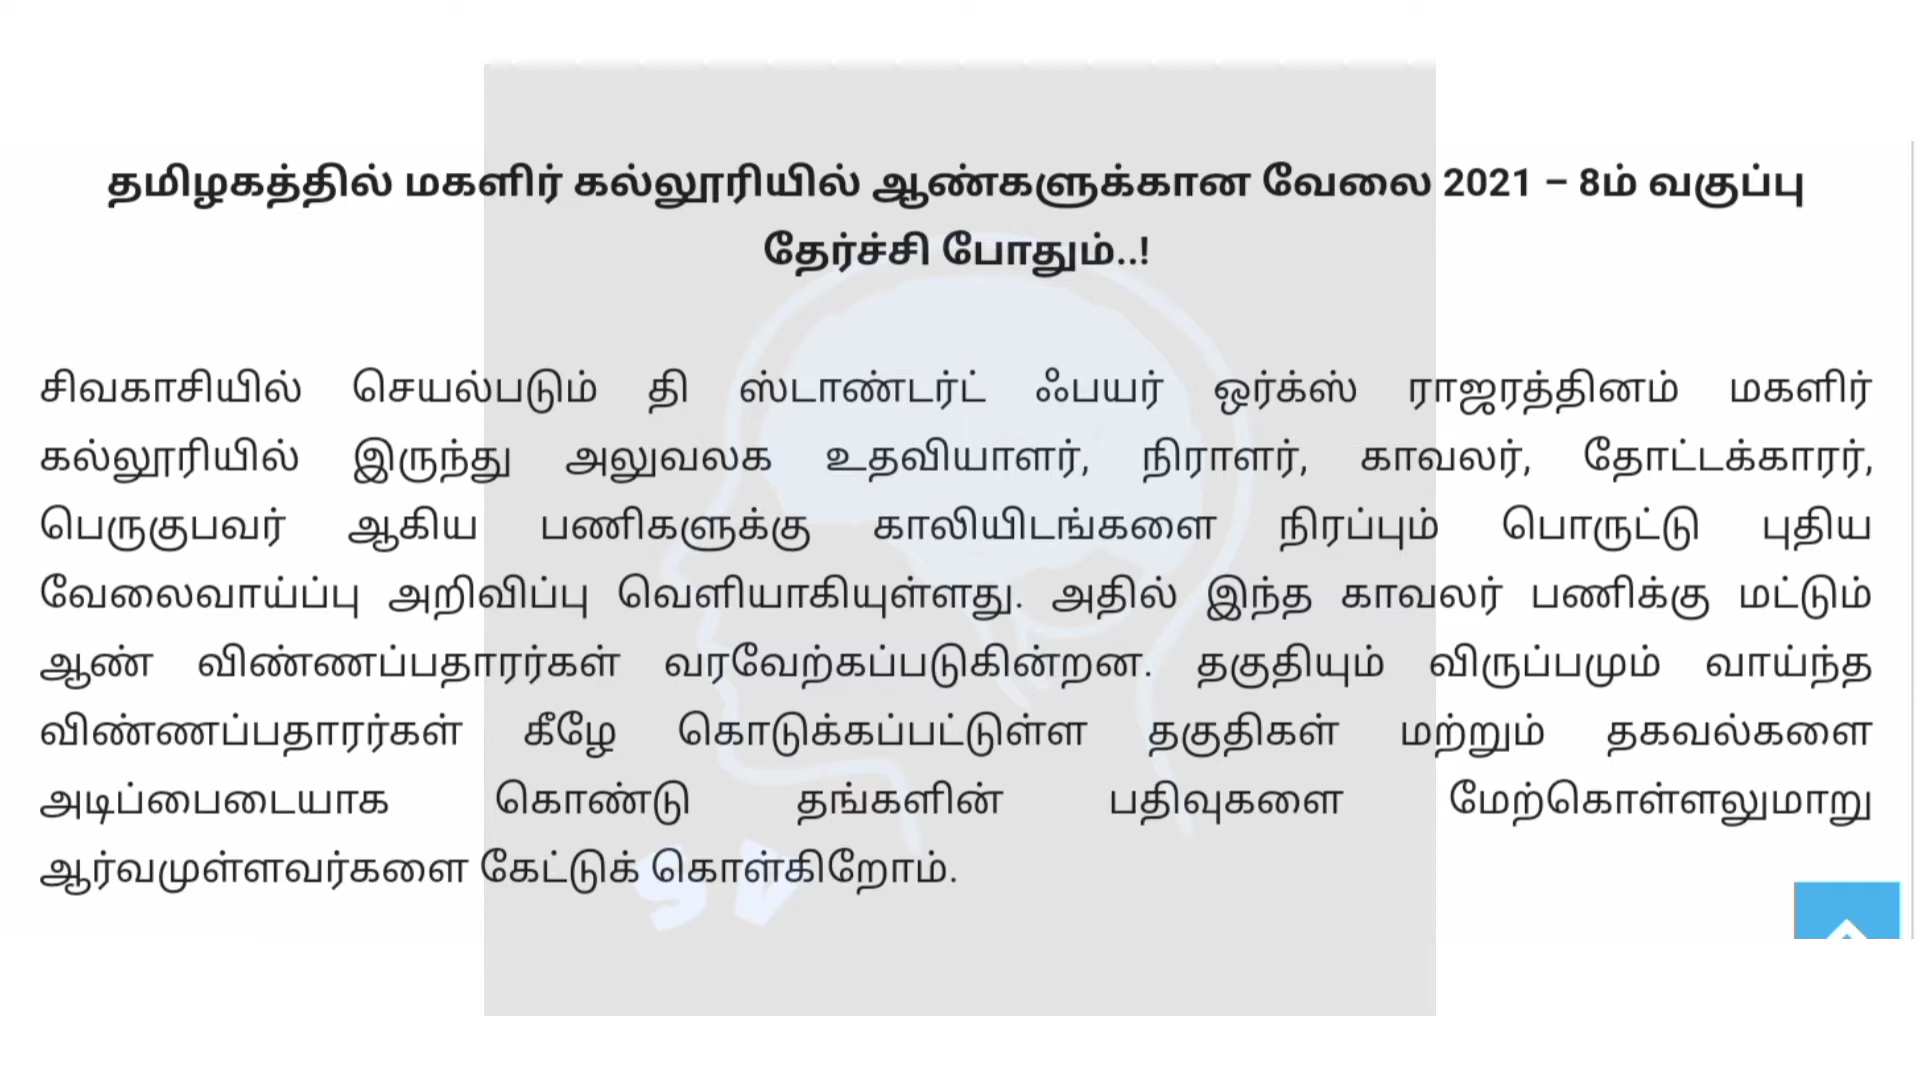 தமிழகத்தில் மகளிர் கல்லூரியில் ஆண்களுக்கான வேலை 2021 – 8ம் வகுப்பு
தேர்ச்சி போதும்..!
சிவகாசியில் செயல்படும் தி ஸ்டாண்டர்ட் ஃபயர் ஒர்க்ஸ் ராஜரத்தினம் மகளிர்
கல்லூரியில் இருந்து அலுவலக உதவியாளர், நிராளர், காவலர், தோட்டக்காரர்,
பெருகுபவர் ஆகிய பணிகளுக்கு காலியிடங்களை நிரப்பும் பொருட்டு புதிய
வேலைவாய்ப்பு அறிவிப்பு வெளியாகியுள்ளது. அதில் இந்த காவலர் பணிக்கு மட்டும்
ஆண் விண்ணப்பதாரர்கள் வரவேற்கப்படுகின்றன. தகுதியும் விருப்பமும் வாய்ந்த
விண்ணப்பதாரர்கள் கீழே கொடுக்கப்பட்டுள்ள தகுதிகள் மற்றும் தகவல்களை
அடிப்பைடையாக கொண்டு தங்களின் பதிவுகளை மேற்கொள்ளலுமாறு
ஆர்வமுள்ளவர்களை கேட்டுக் கொள்கிறோம்.
S V